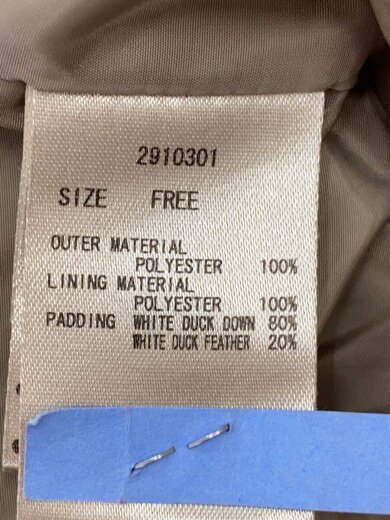 2910301
SIZE FREE
OUTER MATERIAL
POLYESTER 100%
LINING MATERIAL
POLYESTER 100%
PADDING WHITE DUCK DOWN 80%
WHITE DUCK FEATHER 20%